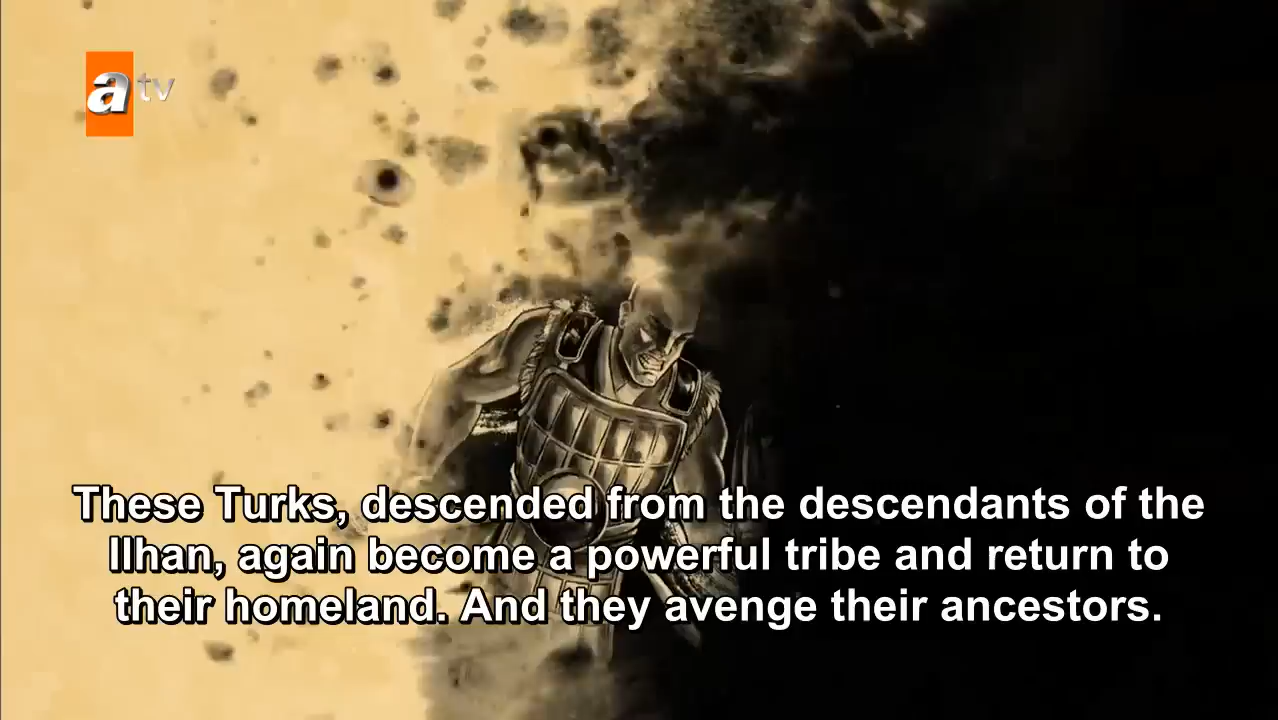 atv
These Turks, descended from the descendants of the
Ilhan, again become a powerful tribe and return to
their homeland. And they avenge their ancestors.